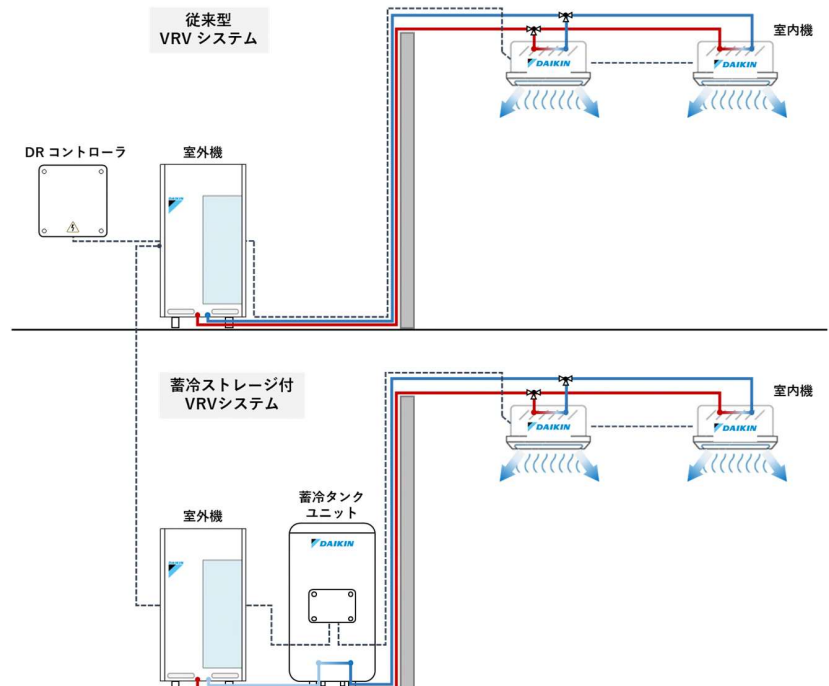 従来型
VRV システム
室内機
DAIKIN
DAIKIN
DR コントローラ
室外機
蓄冷ストレージ付
VRVシステム
室内機
DAIKIN
DAIKIN
蓄冷タンク
ユニット
室外機
DAIKIN